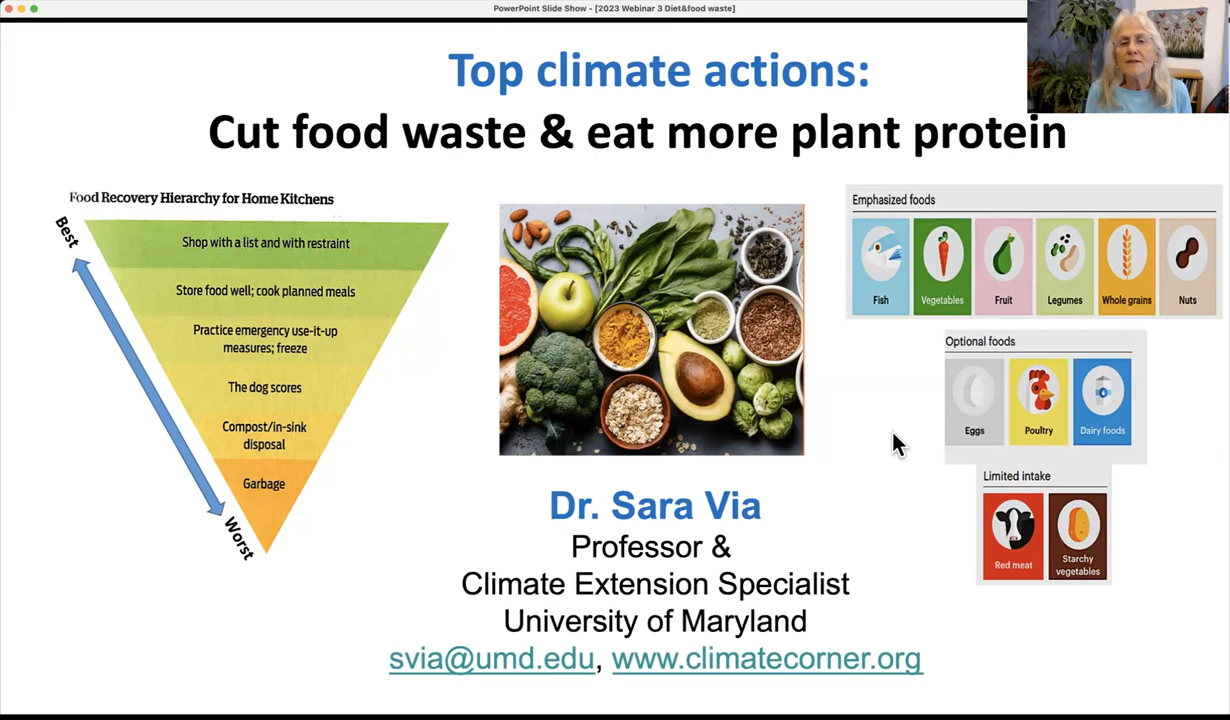 PowerPoint Slide Show - [2023 Webinar 3 Diet&food waste]
Top climate actions:
Cut food waste & eat more plant protein
Food Recovery Hierarchy for Home Kitchens
Best
Shop with a list and with restraint
Store food well; cook planned meals
Practice emergency use-it-up
measures; freeze
The dog scores
Compost/in-sink
disposal
Garbage
Worst
Emphasized foods
Fish
Vegetables
Fruit
Legumes
Whole grains
Nuts
Optional foods
Eggs
Poultry
Dairy foods
Limited intake
Red meat
Starchy
vegetables
Dr. Sara Via
Professor &
Climate Extension Specialist
University of Maryland
svia@umd.edu, www.climatecorner.org